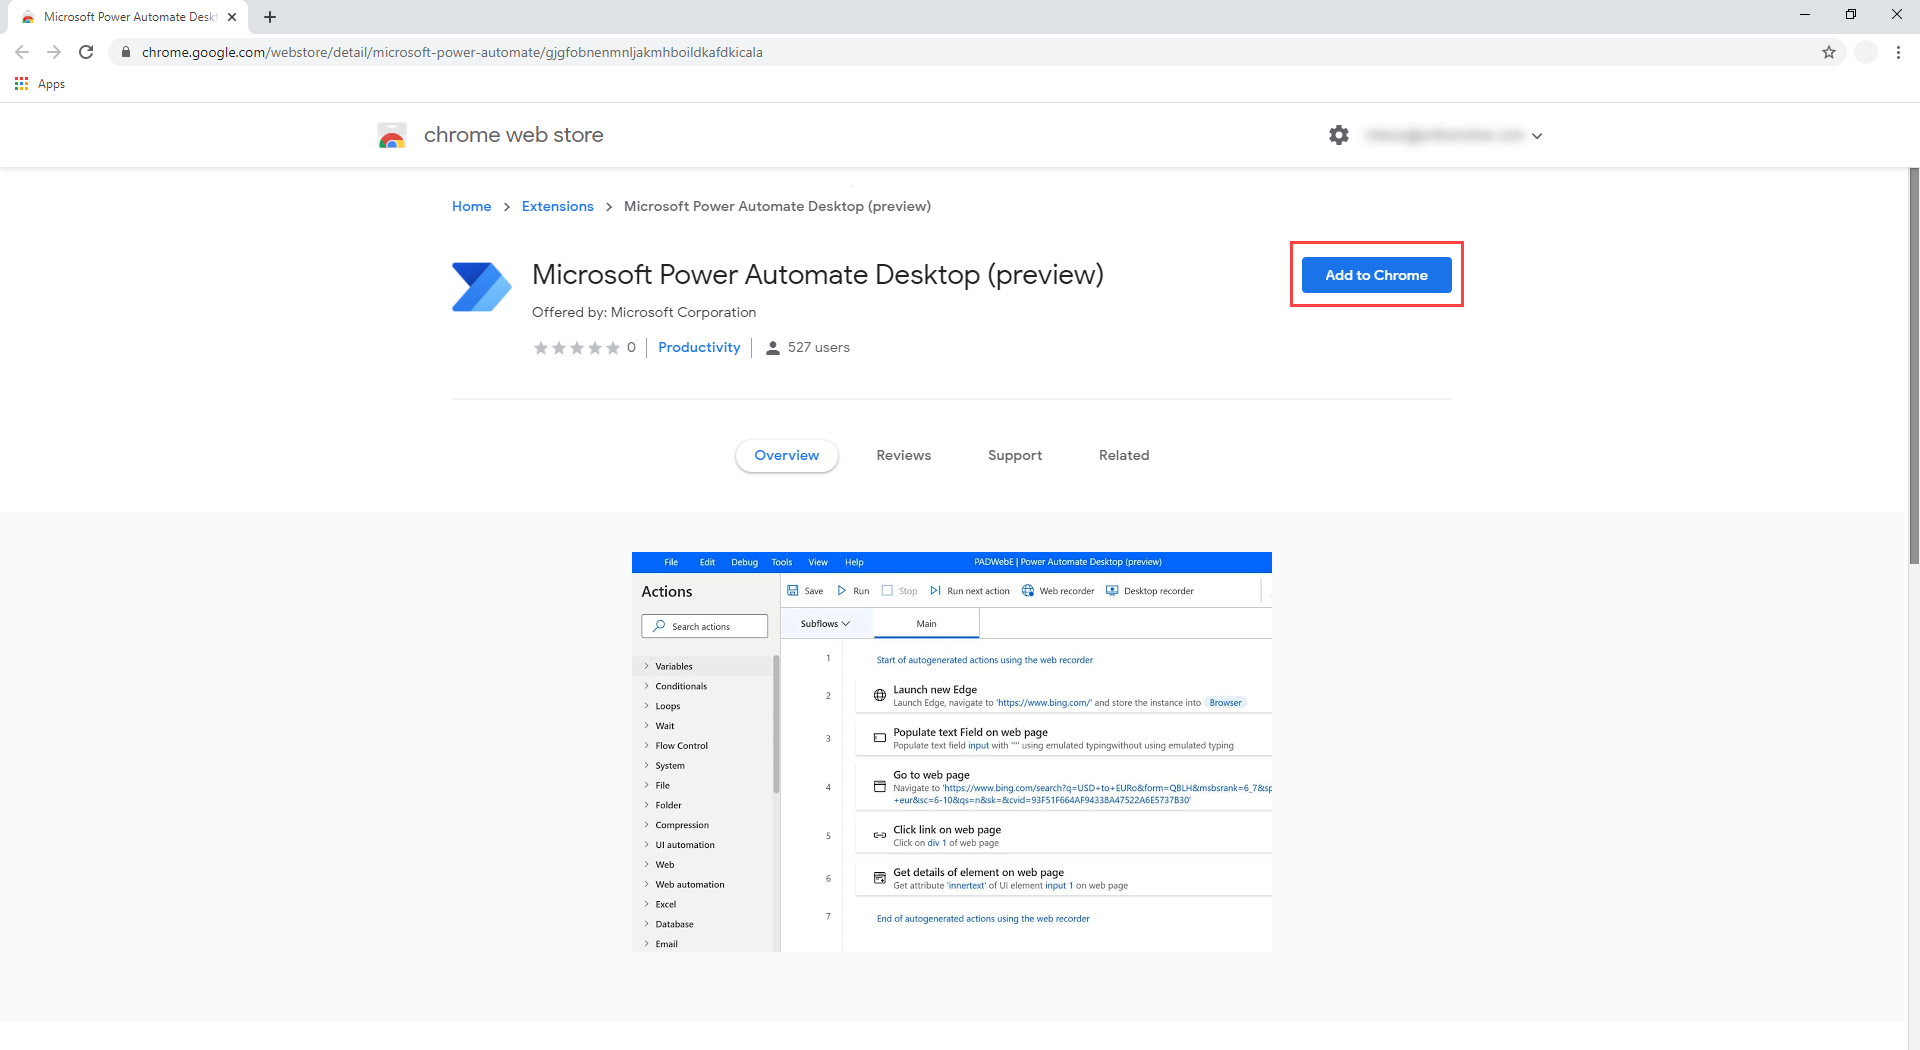 Microsoft Power Automate Deskt
chrome.google.com/webstore/detail/microsoft-power-automate/gjgfobnenmnljakmhboildkafdkicala
Apps
chrome web store
Home > Extensions > Microsoft Power Automate Desktop (preview)
Microsoft Power Automate Desktop (preview)
Add to Chrome
Offered by: Microsoft Corporation
0 | Productivity | 527 users
Overview Reviews Support Related
File Edit Debug Tools View Help PADWebE | Power Automate Desktop (preview)
Actions
Save Run Stop Run next action Web recorder Desktop recorder
Search actions
Subflows Main
Variables
Conditionals
Loops
Wait
Flow Control
System
File
Folder
Compression
UI automation
Web
Web automation
Excel
Database
Email
1 Start of autogenerated actions using the web recorder
2 Launch new Edge
Launch Edge, navigate to 'https://www.bing.com/' and store the instance into Browser
3 Populate text Field on web page
Populate text field input with "" using emulated typingwithout using emulated typing
4 Go to web page
Navigate to 'https://www.bing.com/search?q=USD+to+EURo&form=QBLH&msbsrank=6_7&sp
+eur&sc=6-10&qs=n&sk=&cvid=93F51F664AF94338A47522A6E5737B30'
5 Click link on web page
Click on div 1 of web page
6 Get details of element on web page
Get attribute 'innertext' of UI element input 1 on web page
7 End of autogenerated actions using the web recorder